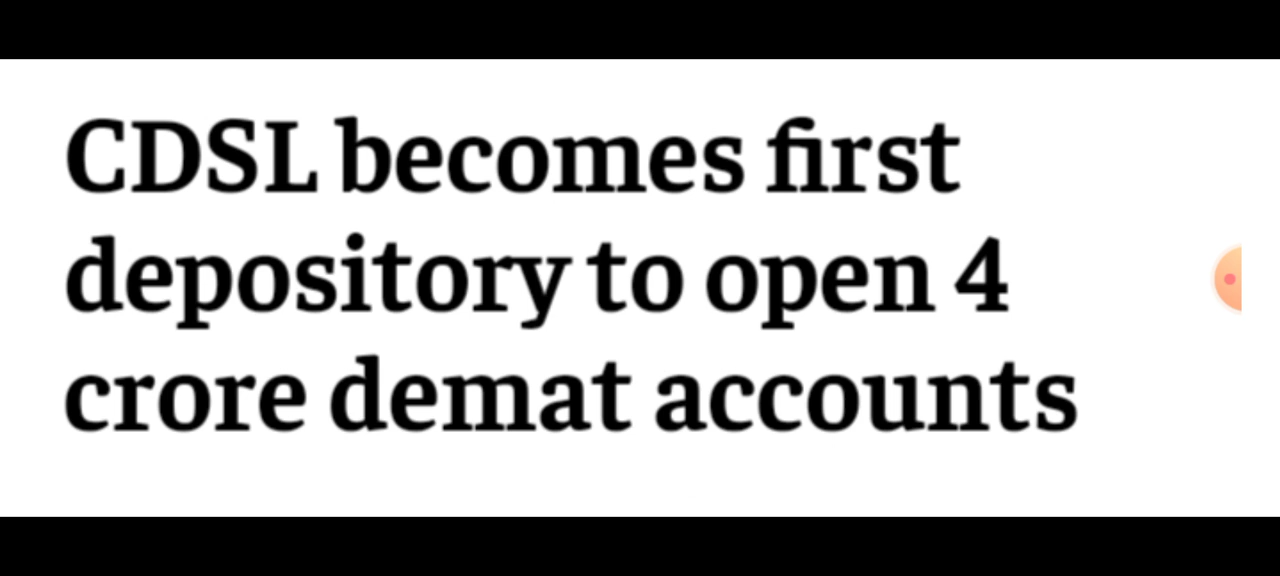 CDSL becomes first
depository to open 4
crore demat accounts